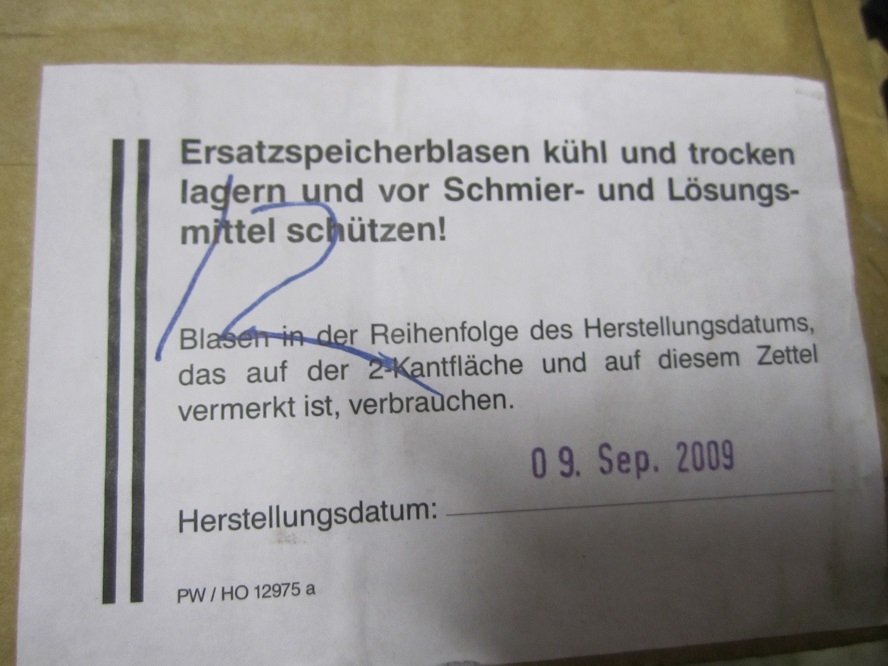 Ersatzspeicherblasen kühl und trocken
lagern und vor Schmier- und Lösungs-
mittel schützen!
12
Blasen in der Reihenfolge des Herstellungsdatums,
das auf der 2-Kantfläche und auf diesem Zettel
vermerkt ist, verbrauchen.
09. Sep. 2009
Herstellungsdatum:
PW / HO 12975 a